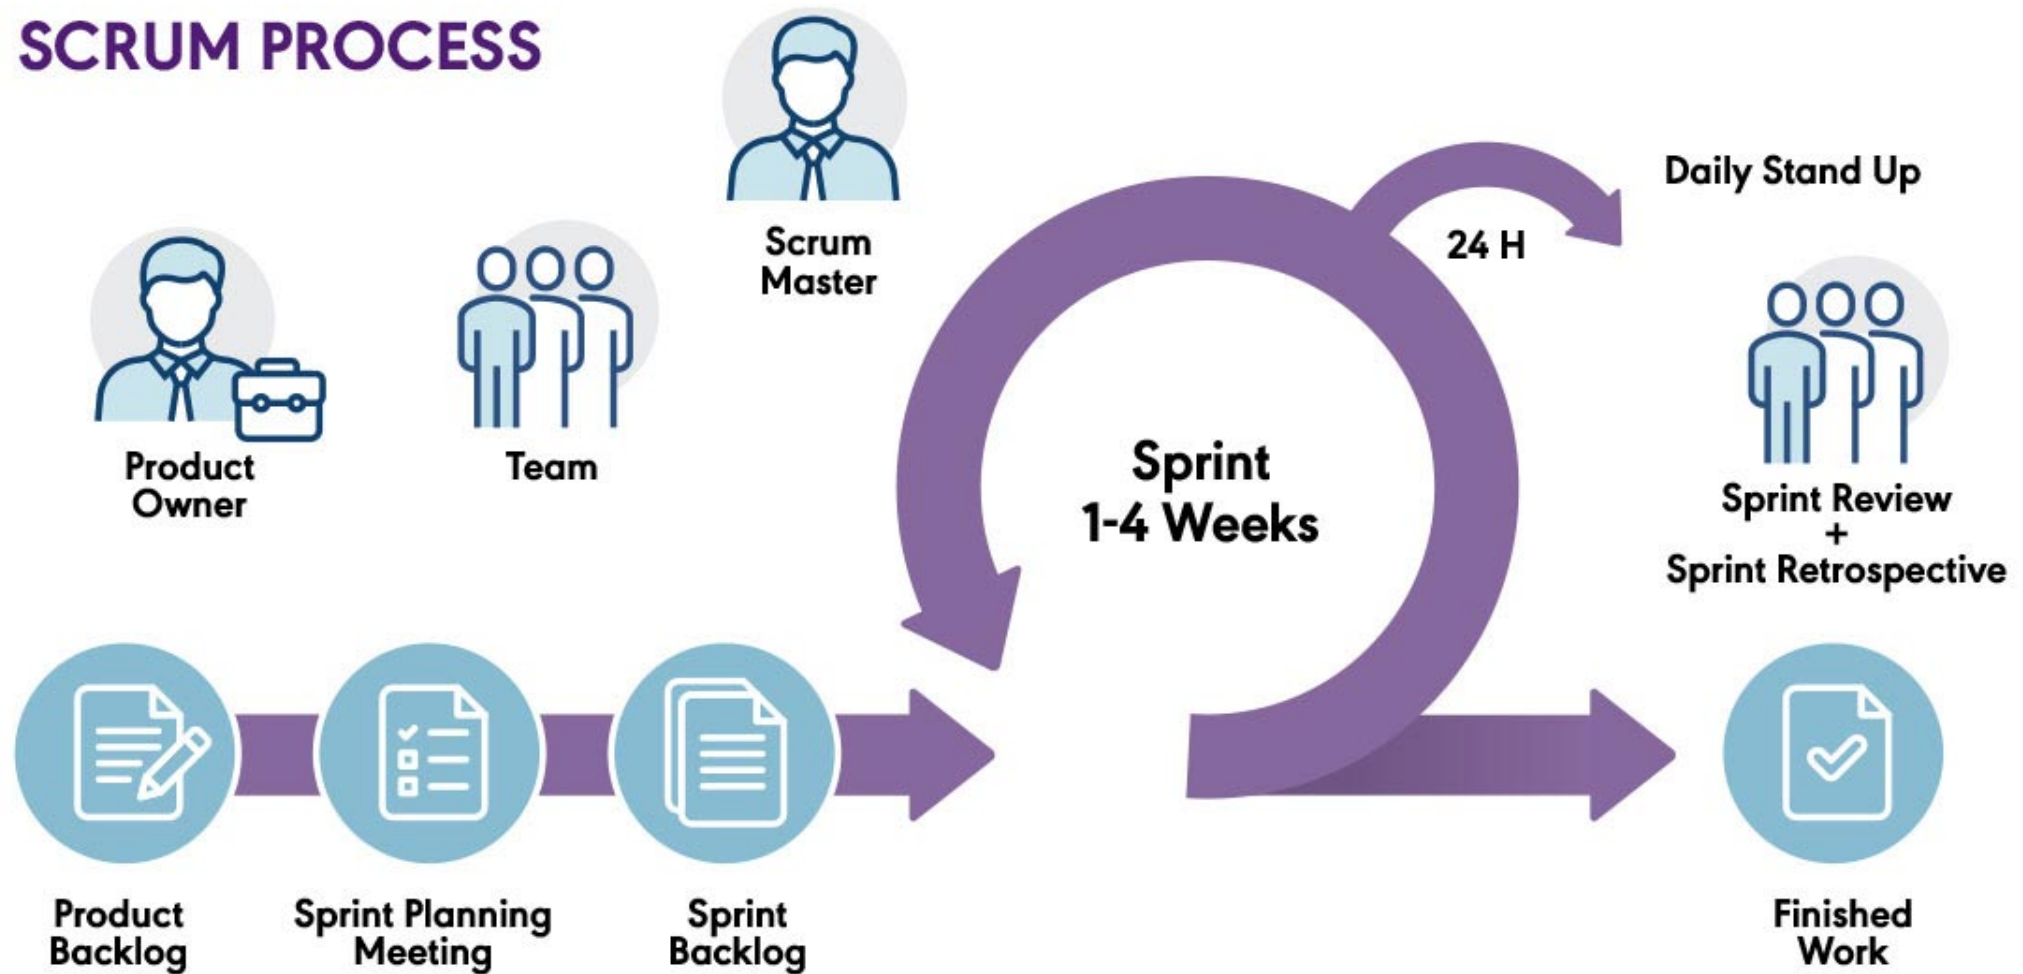 SCRUM PROCESS
Scrum
Master
Product
Owner
Team
Daily Stand Up
24 H
Sprint
1-4 Weeks
Sprint Review
+
Sprint Retrospective
Product
Backlog
Sprint Planning
Meeting
Sprint
Backlog
Finished
Work